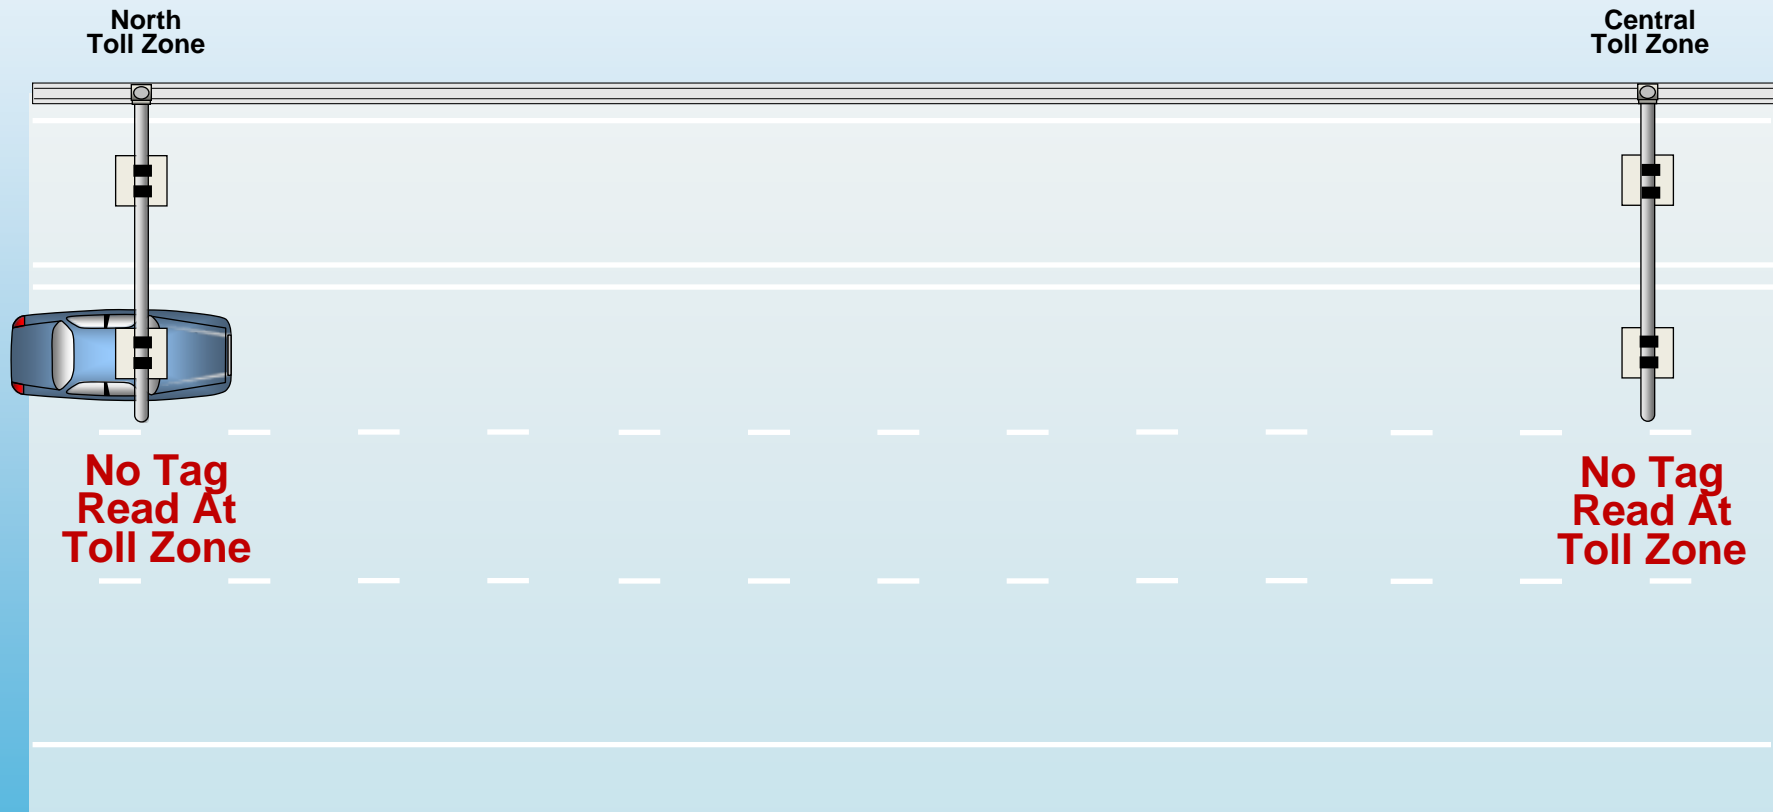 North
Toll Zone
Central
Toll Zone
No Tag
Read At
Toll Zone
No Tag
Read At
Toll Zone